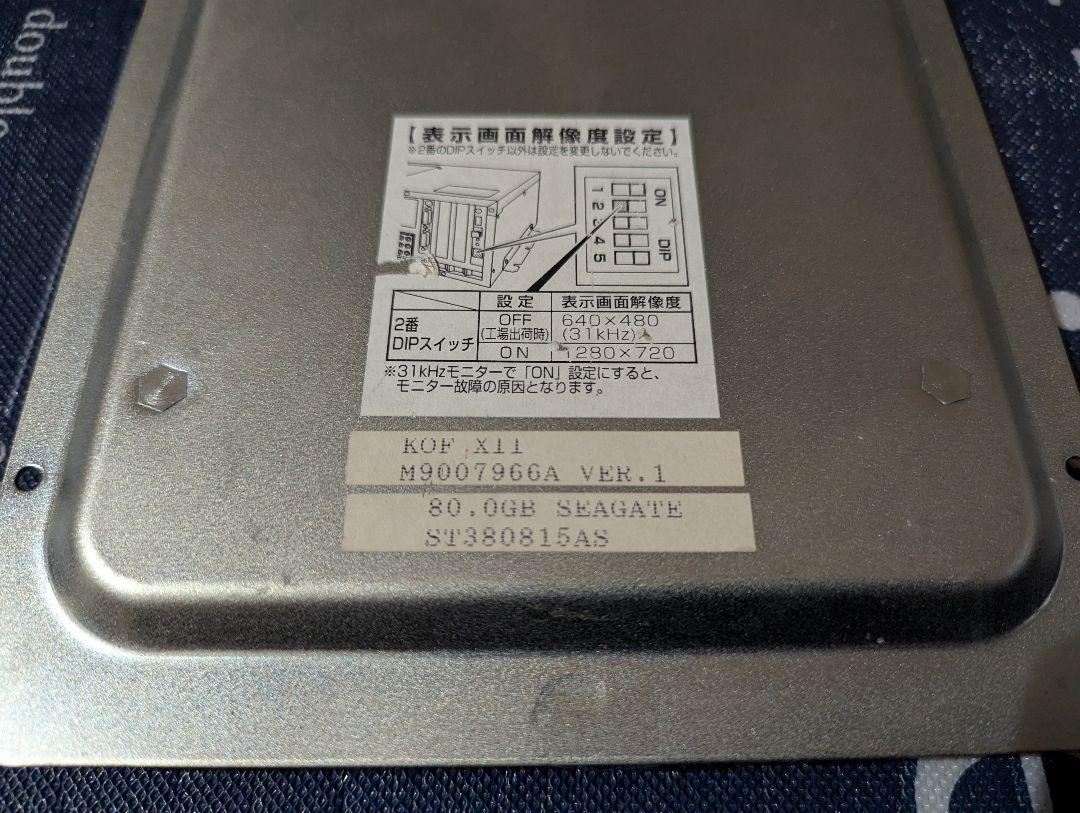 double
【表示画面解像度設定】
※2番のDIPスイッチ以外は設定を変更しないでください。
ON DIP
1 2 3 4 5
設定 表示画面解像度
2番 DIPスイッチ
OFF (工場出荷時) 640×480 (31kHz)
ON 1280×720
※31kHzモニターで「ON」設定にすると、
モニター故障の原因となります。
KOF XII
M9007966A VER.1
80.0GB SEAGATE
ST380815AS